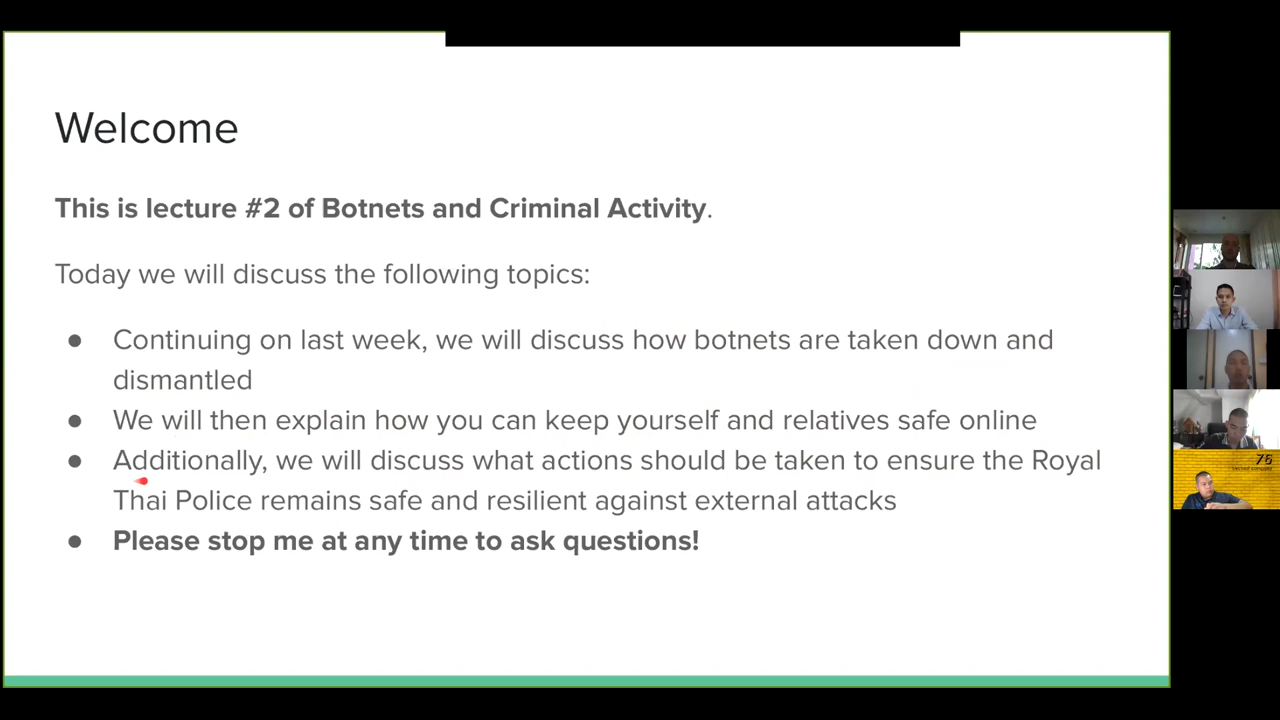 Welcome
This is lecture #2 of Botnets and Criminal Activity.
Today we will discuss the following topics:
● Continuing on last week, we will discuss how botnets are taken down and
dismantled
● We will then explain how you can keep yourself and relatives safe online
● Additionally, we will discuss what actions should be taken to ensure the Royal
Thai Police remains safe and resilient against external attacks
● Please stop me at any time to ask questions!